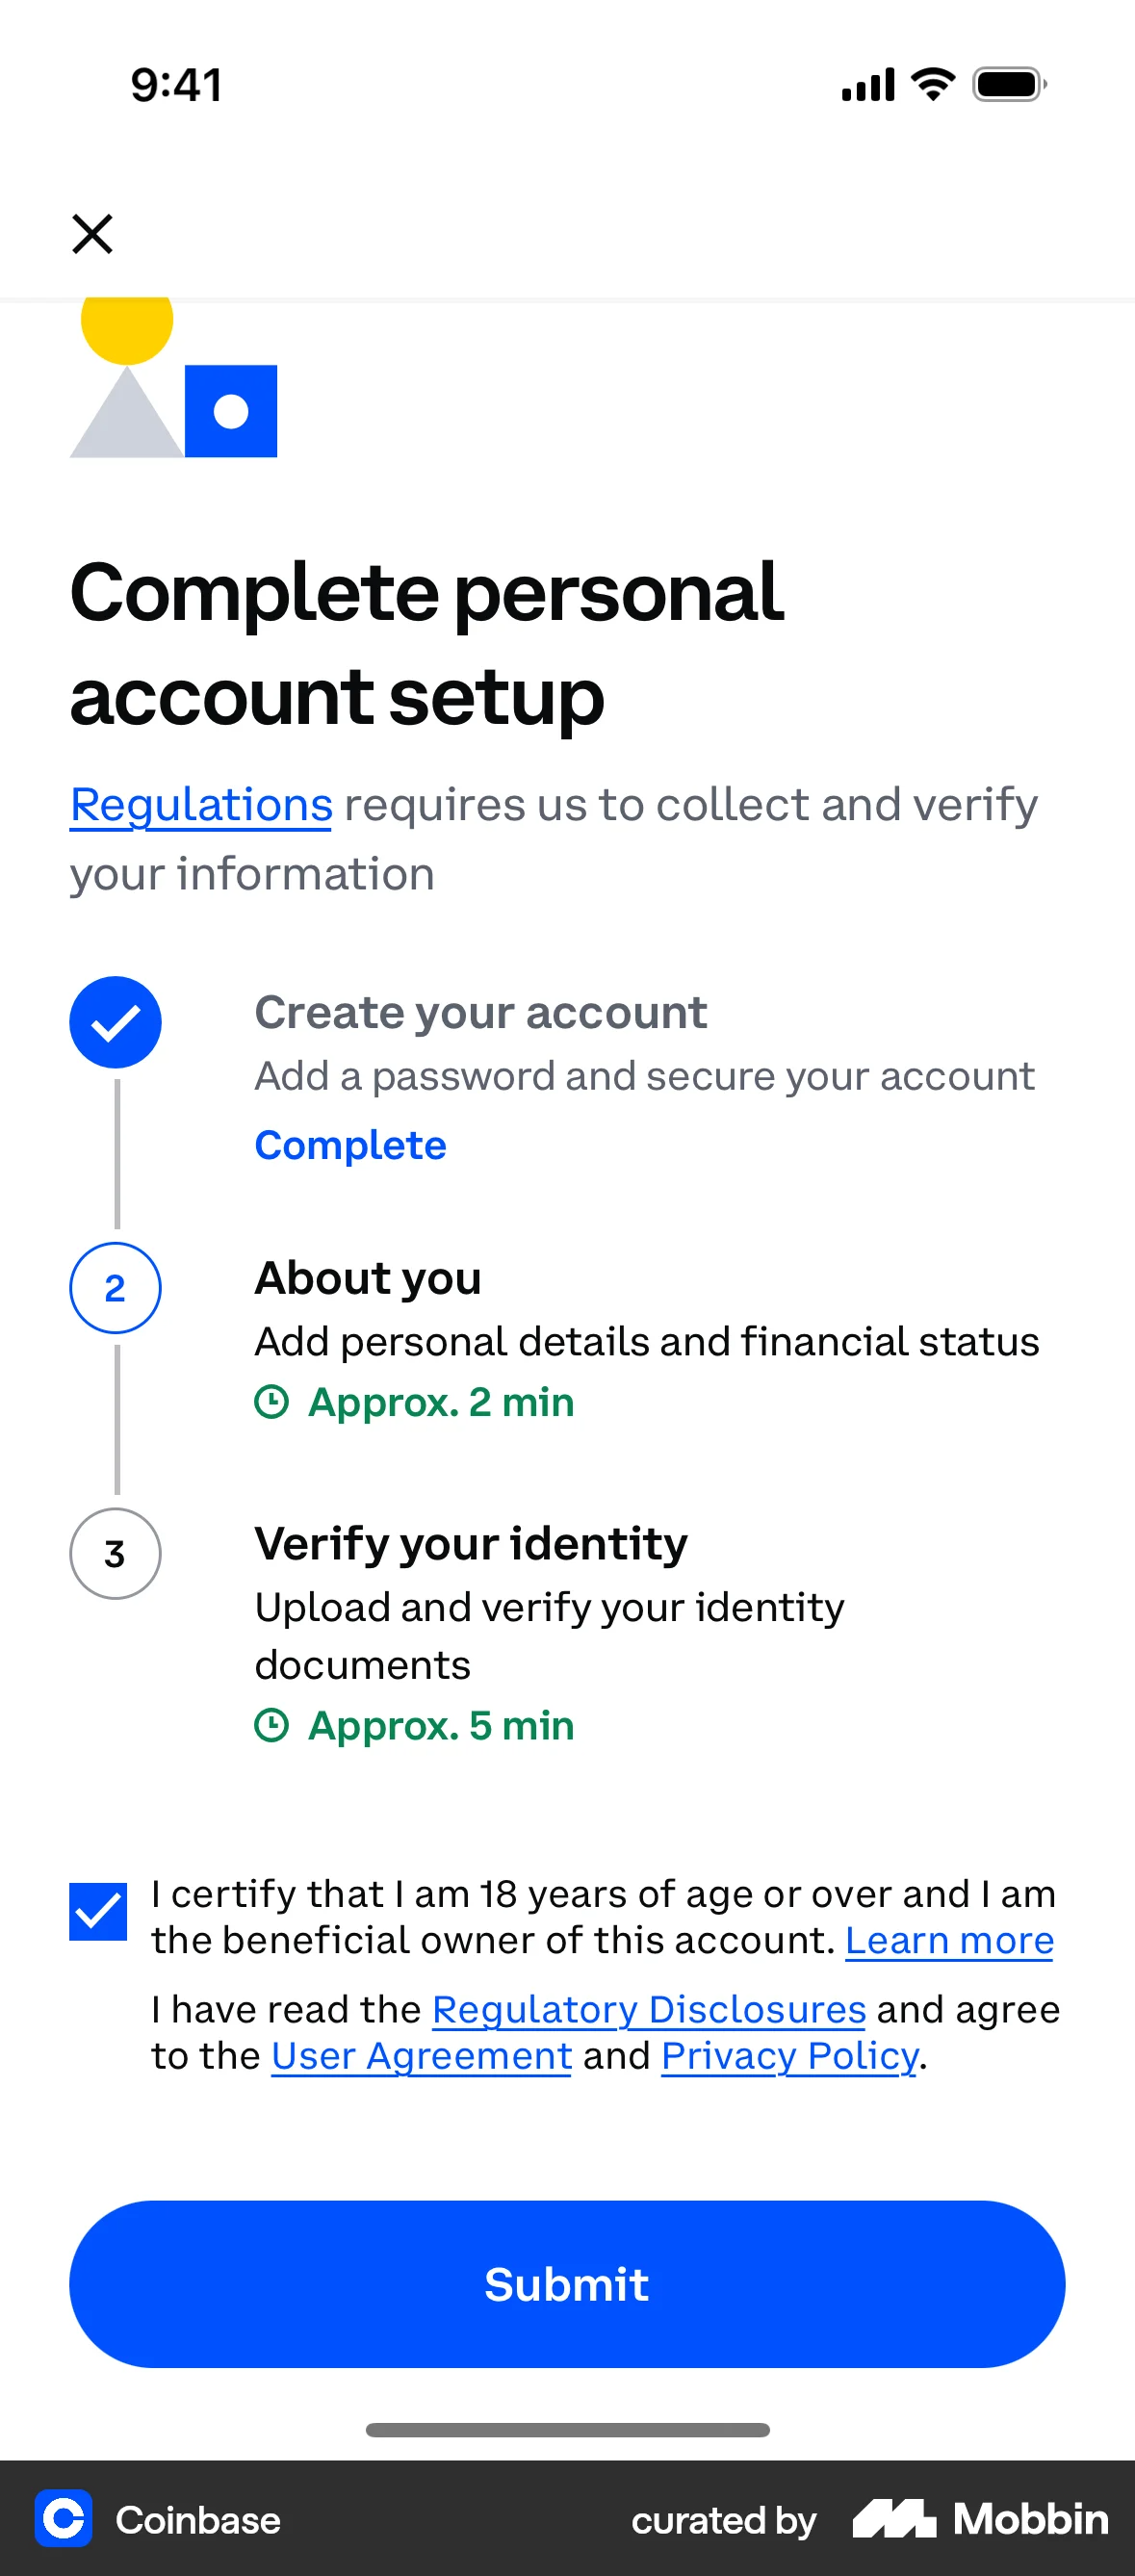 9:41
Complete personal
account setup
Regulations requires us to collect and verify
your information
Create your account
Add a password and secure your account
Complete
2
About you
Add personal details and financial status
Approx. 2 min
3
Verify your identity
Upload and verify your identity
documents
Approx. 5 min
I certify that I am 18 years of age or over and I am
the beneficial owner of this account. Learn more
I have read the Regulatory Disclosures and agree
to the User Agreement and Privacy Policy.
Submit
Coinbase
curated by Mobbin